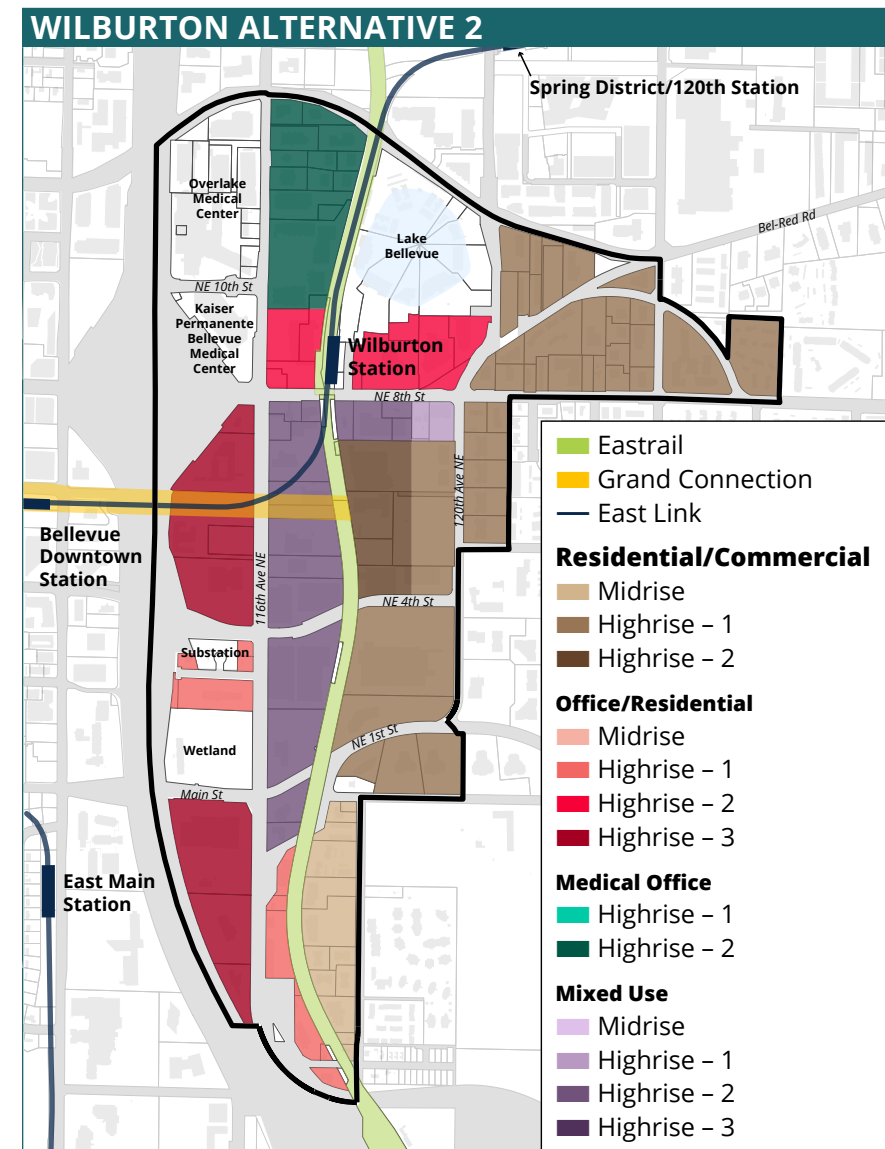 WILBURTON ALTERNATIVE 2
Spring District/120th Station
Overlake
Medical
Center
Bel-Red Rd
Lake
Bellevue
NE 10th St
Kaiser
Permanente
Bellevue
Medical
Center
Wilburton
Station
NE 8th St
120th Ave NE
Bellevue
Downtown
Station
116th Ave NE
NE 4th St
Substation
NE 1st St
Wetland
Main St
East Main
Station
Eastrail
Grand Connection
East Link
Residential/Commercial
Midrise
Highrise – 1
Highrise – 2
Office/Residential
Midrise
Highrise – 1
Highrise – 2
Highrise – 3
Medical Office
Highrise – 1
Highrise – 2
Mixed Use
Midrise
Highrise – 1
Highrise – 2
Highrise – 3